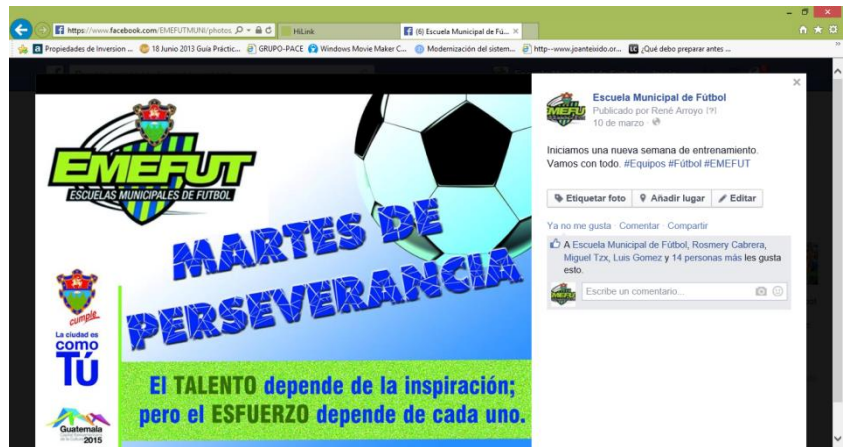 https://www.facebook.com/EMEFUTMUNI/photos
HiLink
(6) Escuela Municipal de Fú...
Propiedades de Inversion ...
18 Junio 2013 Guía Práctic...
GRUPO-PACE
Windows Movie Maker C...
Modernización del sistem...
http--www.joanteixido.or...
¿Qué debo preparar antes ...
EMEFUT
ESCUELAS MUNICIPALES DE FUTBOL
MARTES DE
PERSEVERANCIA
cumple
La ciudad es
como
TÚ
Guatemala
2015
El TALENTO depende de la inspiración;
pero el ESFUERZO depende de cada uno.
Escuela Municipal de Fútbol
Publicado por René Arroyo [?]
10 de marzo ·
Iniciamos una nueva semana de entrenamiento.
Vamos con todo. #Equipos #Fútbol #EMEFUT
Etiquetar foto
Añadir lugar
Editar
Ya no me gusta · Comentar · Compartir
A Escuela Municipal de Fútbol, Rosmery Cabrera,
Miguel Tzx, Luis Gomez y 14 personas más les gusta
esto.
Escribe un comentario...